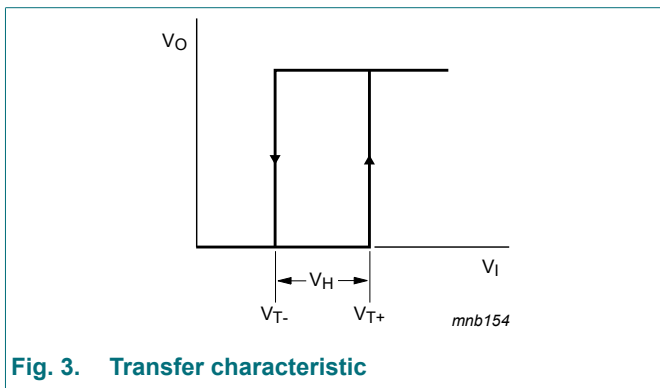 VO
VI
VH
VT-
VT+
mnb154
Fig. 3. Transfer characteristic